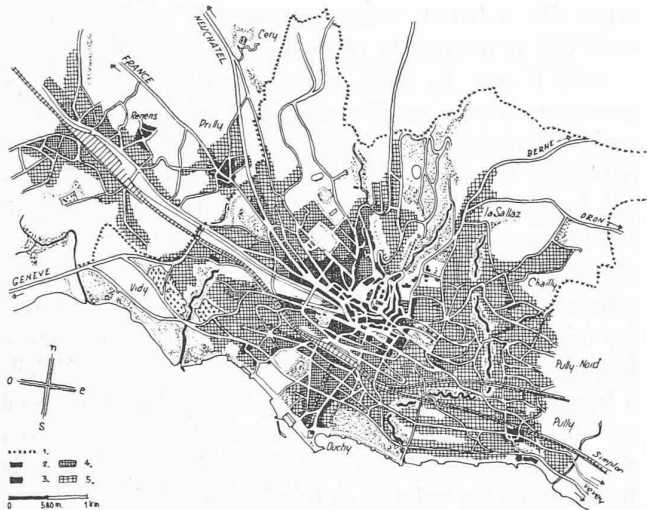 NEUCHATEL
Cery
FRANCE
Renens
Prilly
BERNE
la Sallaz
ORON
GENEVE
Vidy
Chailly
Pully-Nord
Pully
Ouchy
Simplon
Vevey
n
o e
s
1.
2. 4.
3. 5.
0 540 m. 1 km